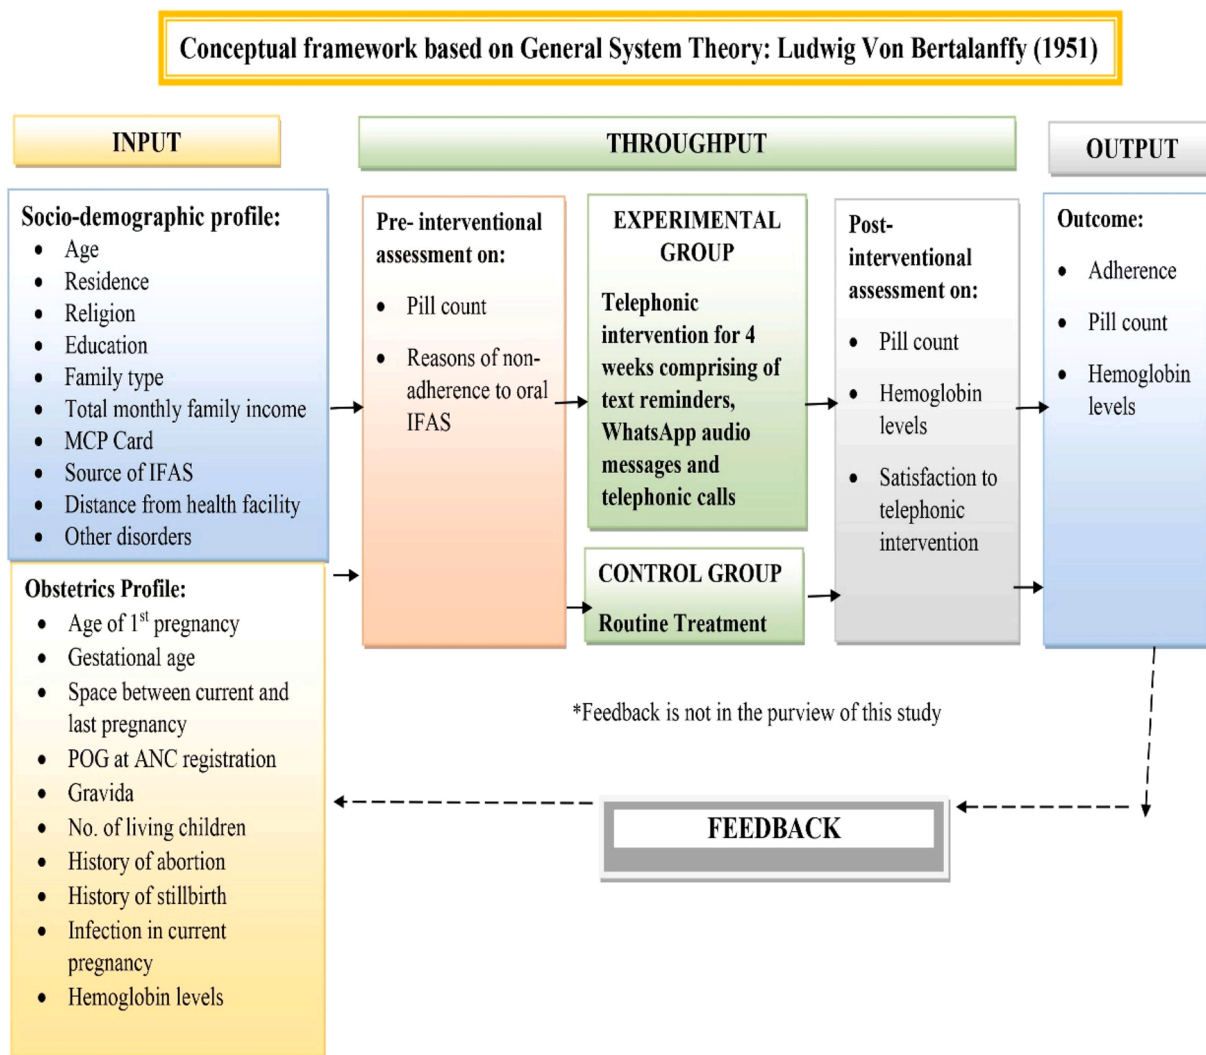 Conceptual framework based on General System Theory: Ludwig Von Bertalanffy (1951)
INPUT
THROUGHPUT
OUTPUT
Socio-demographic profile:
• Age
• Residence
• Religion
• Education
• Family type
• Total monthly family income
• MCP Card
• Source of IFAS
• Distance from health facility
• Other disorders
Obstetrics Profile:
• Age of 1st pregnancy
• Gestational age
• Space between current and
last pregnancy
• POG at ANC registration
• Gravida
• No. of living children
• History of abortion
• History of stillbirth
• Infection in current
pregnancy
• Hemoglobin levels
Pre- interventional
assessment on:
• Pill count
• Reasons of non-
adherence to oral
IFAS
EXPERIMENTAL
GROUP
Telephonic
intervention for 4
weeks comprising of
text reminders,
WhatsApp audio
messages and
telephonic calls
CONTROL GROUP
Routine Treatment
Post-
interventional
assessment on:
• Pill count
• Hemoglobin
levels
• Satisfaction to
telephonic
intervention
Outcome:
• Adherence
• Pill count
• Hemoglobin
levels
*Feedback is not in the purview of this study
FEEDBACK